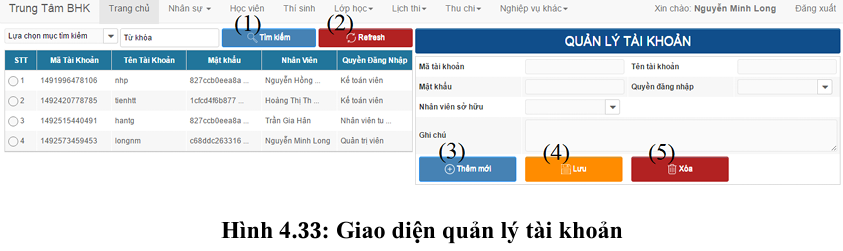 Trung Tâm BHK Trang chủ Nhân sự Học viên Thí sinh Lớp học Lịch thi Thu chi Nghiệp vụ khác Xin chào: Nguyễn Minh Long Đăng xuất
(1) (2)
Lựa chọn mục tìm kiếm Từ khóa Tìm kiếm Refresh
STT Mã Tài Khoản Tên Tài Khoản Mật khẩu Nhân Viên Quyền Đăng Nhập
1 1491996478106 nhp 827ccb0eea8a ... Nguyễn Hồng ... Kế toán viên
2 1492420778785 tienhtt 1cfcd4f6b877 ... Hoàng Thị Th ... Kế toán viên
3 1492515440491 hantg 827ccb0eea8a ... Trần Gia Hân Nhân viên tu ...
4 1492573459453 longnm c68ddc263316 ... Nguyễn Minh Long Quản trị viên
QUẢN LÝ TÀI KHOẢN
Mã tài khoản Tên tài khoản
Mật khẩu Quyền đăng nhập
Nhân viên sở hữu
Ghi chú
(3) (4) (5)
Thêm mới Lưu Xóa
Hình 4.33: Giao diện quản lý tài khoản